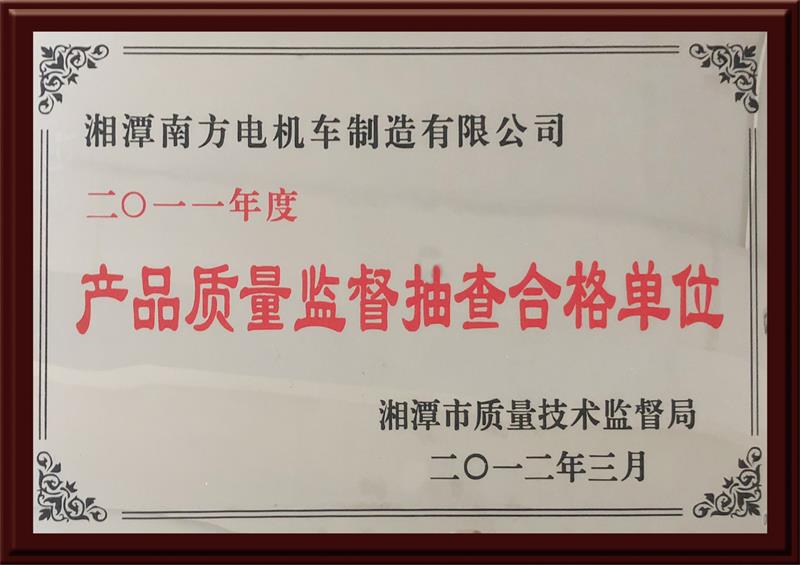 湘潭南方电机车制造有限公司
二〇一一年度
产品质量监督抽查合格单位
湘潭市质量技术监督局
二〇一二年三月